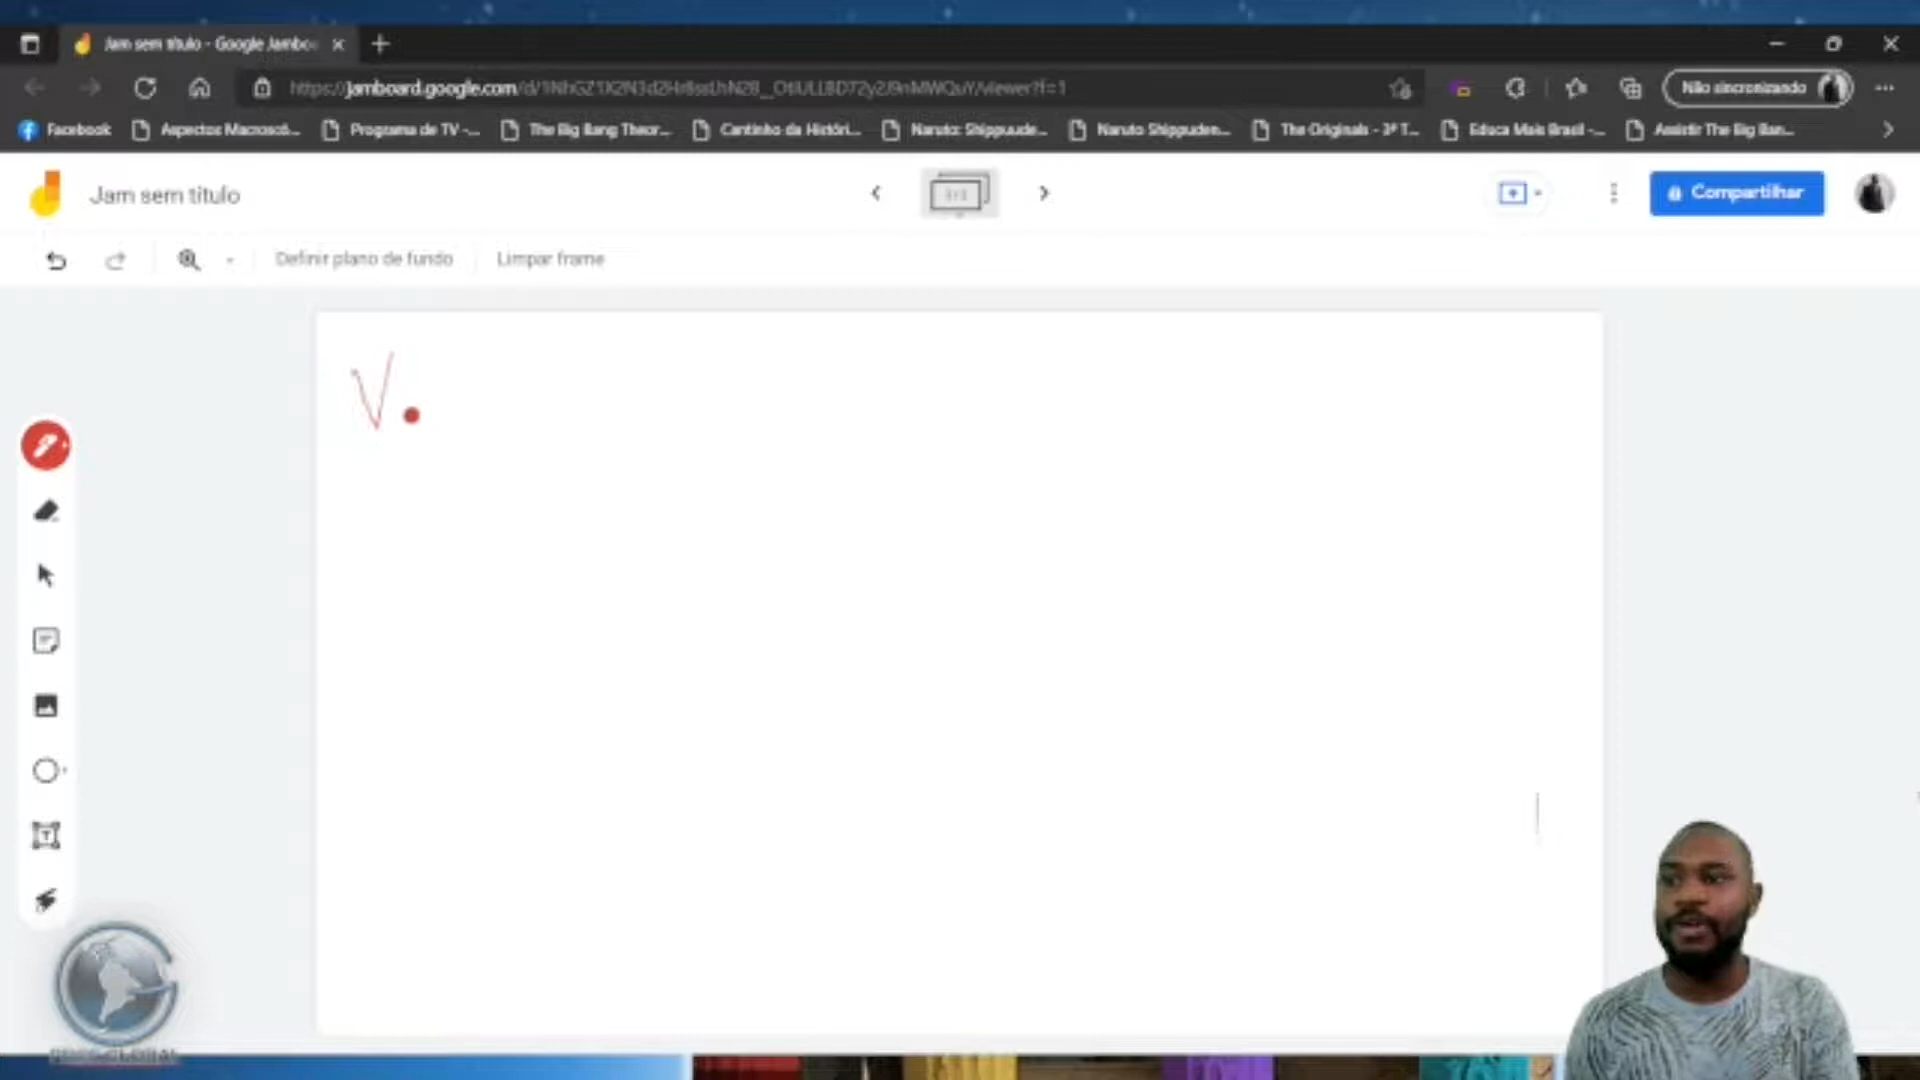 Jam sem título - Google Jambo
Não sincronizando
Facebook
Aspectos Macroscó...
Programa de TV -...
The Big Bang Theor...
Cantinho da Históri...
Naruto: Shippuude...
Naruto Shippuden...
The Originals - 3ª T...
Educa Mais Brasil -...
Assistir The Big Ban...
Jam sem título
Compartilhar
Definir plano de fundo
Limpar frame
V